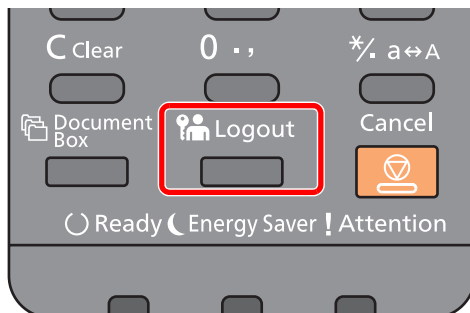 C Clear 0 ., */. a⇔A
Document Box Logout Cancel
Ready Energy Saver ! Attention